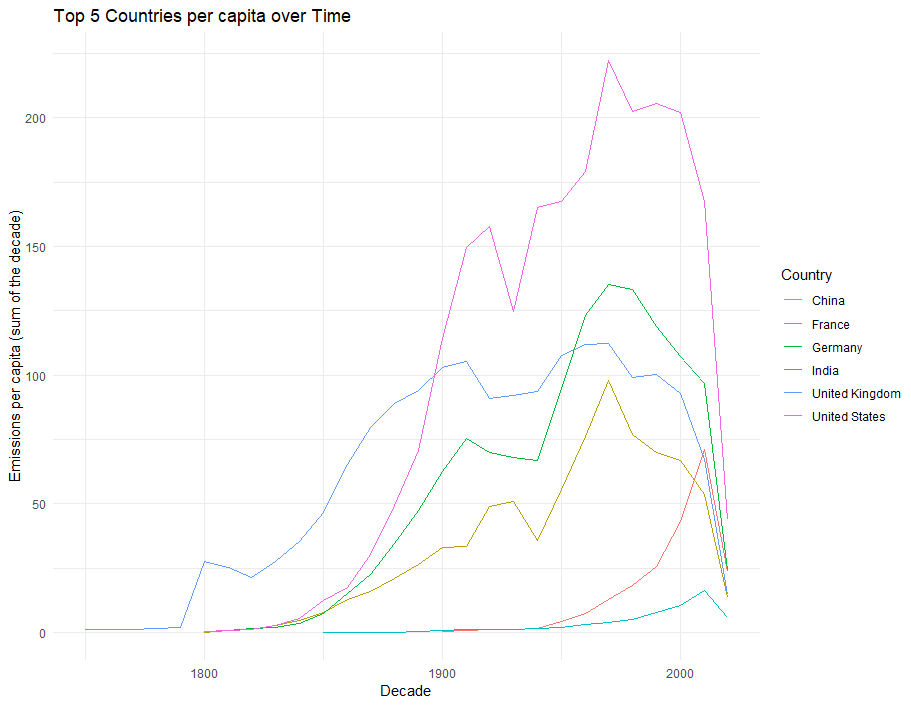 Top 5 Countries per capita over Time
Emissions per capita (sum of the decade)
200
150
100
50
0
1800
1900
2000
Decade
Country
China
France
Germany
India
United Kingdom
United States